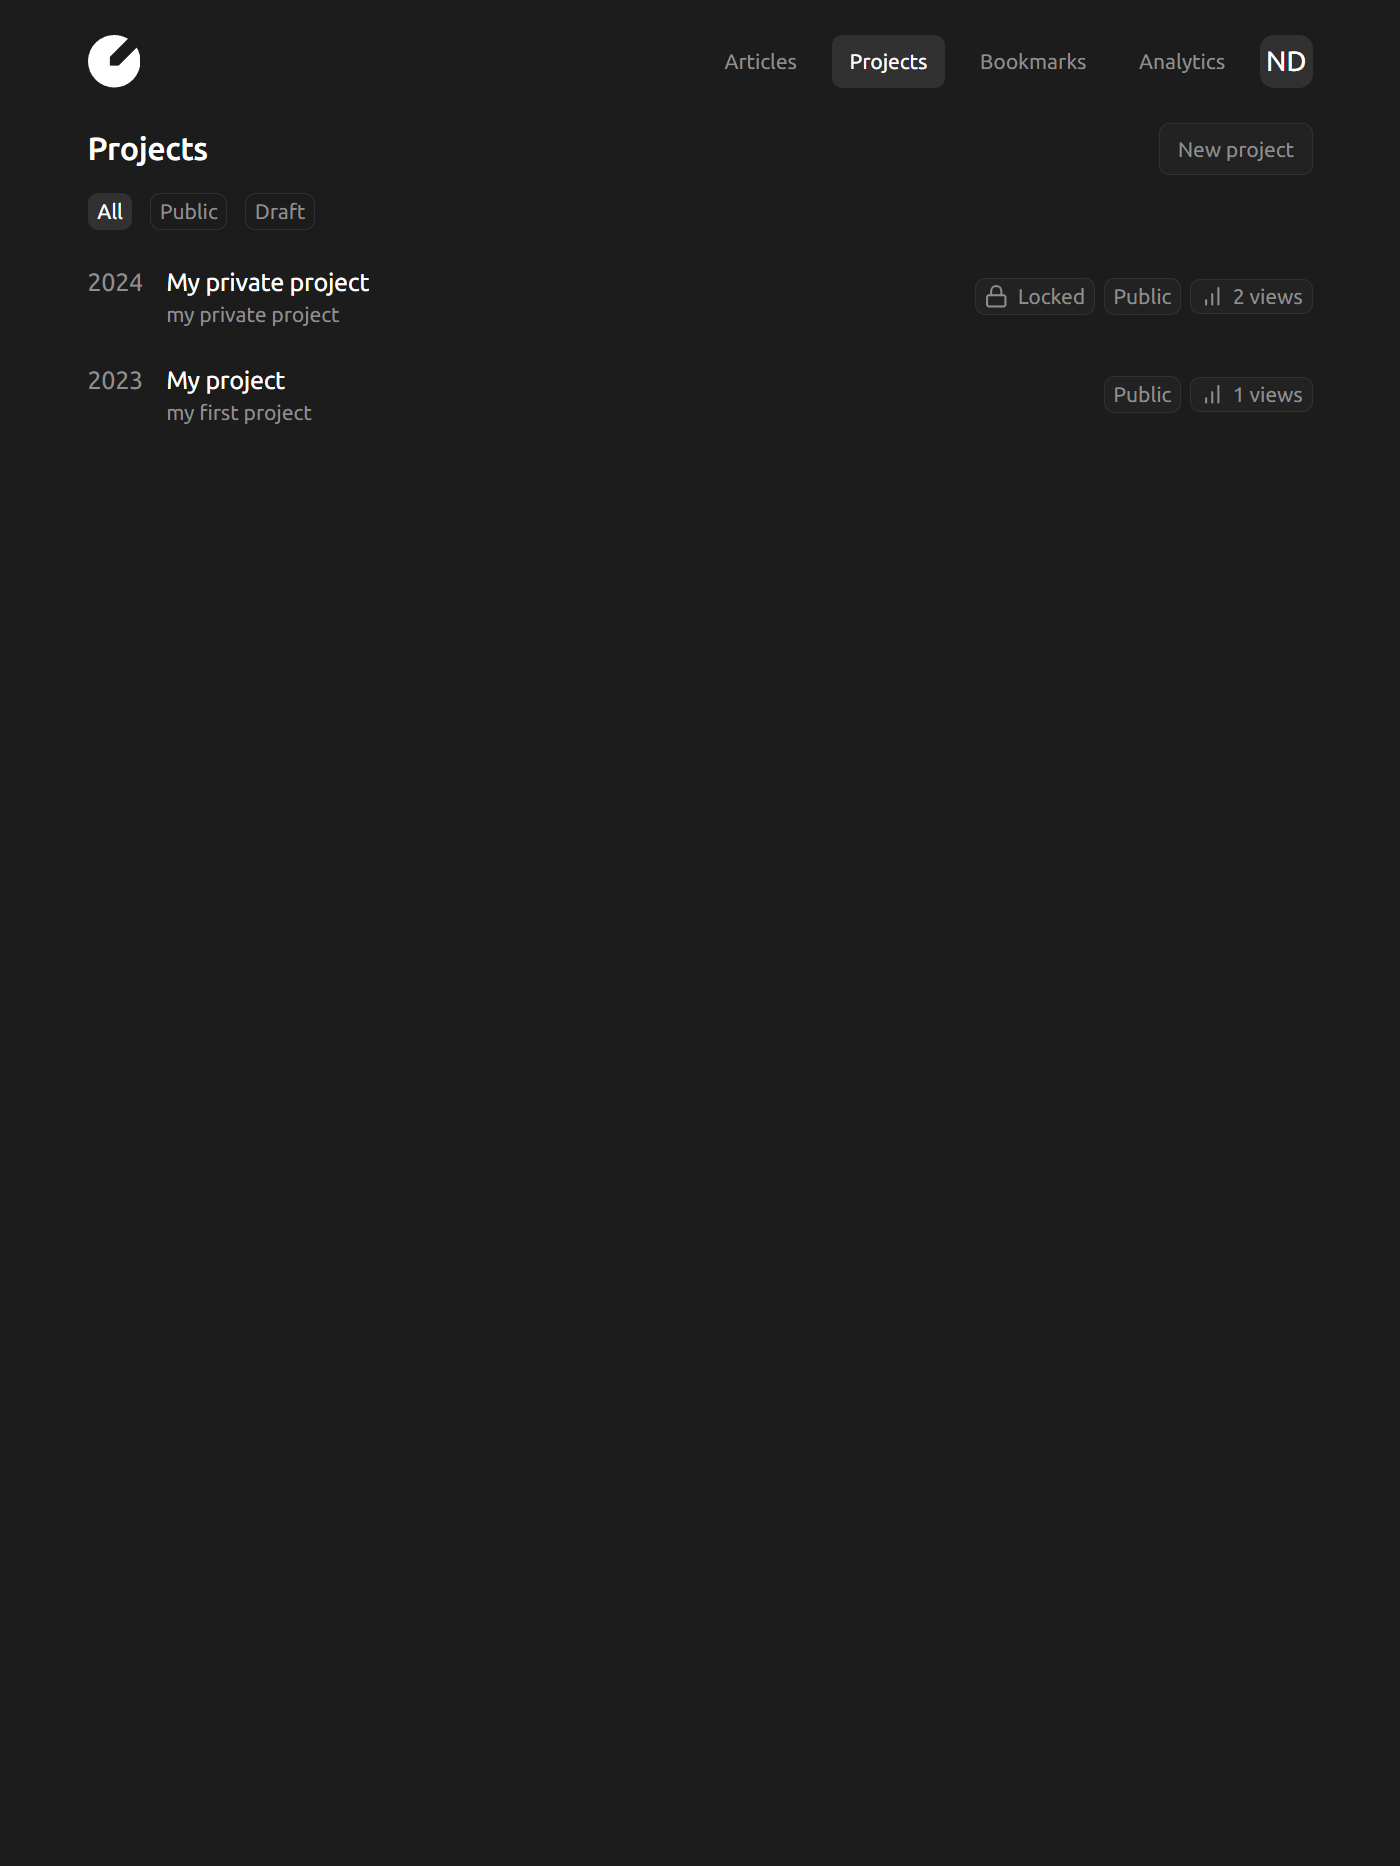 Articles Projects Bookmarks Analytics ND
Projects New project
All Public Draft
2024 My private project
my private project
Locked Public 2 views
2023 My project
my first project
Public 1 views